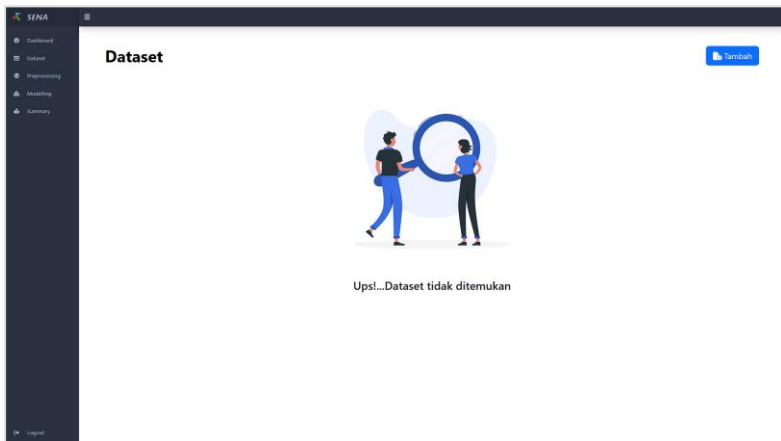 SENA
Dashboard
Dataset
Preprocessing
Modelling
Summary
Logout
Dataset
Tambah
Ups!...Dataset tidak ditemukan